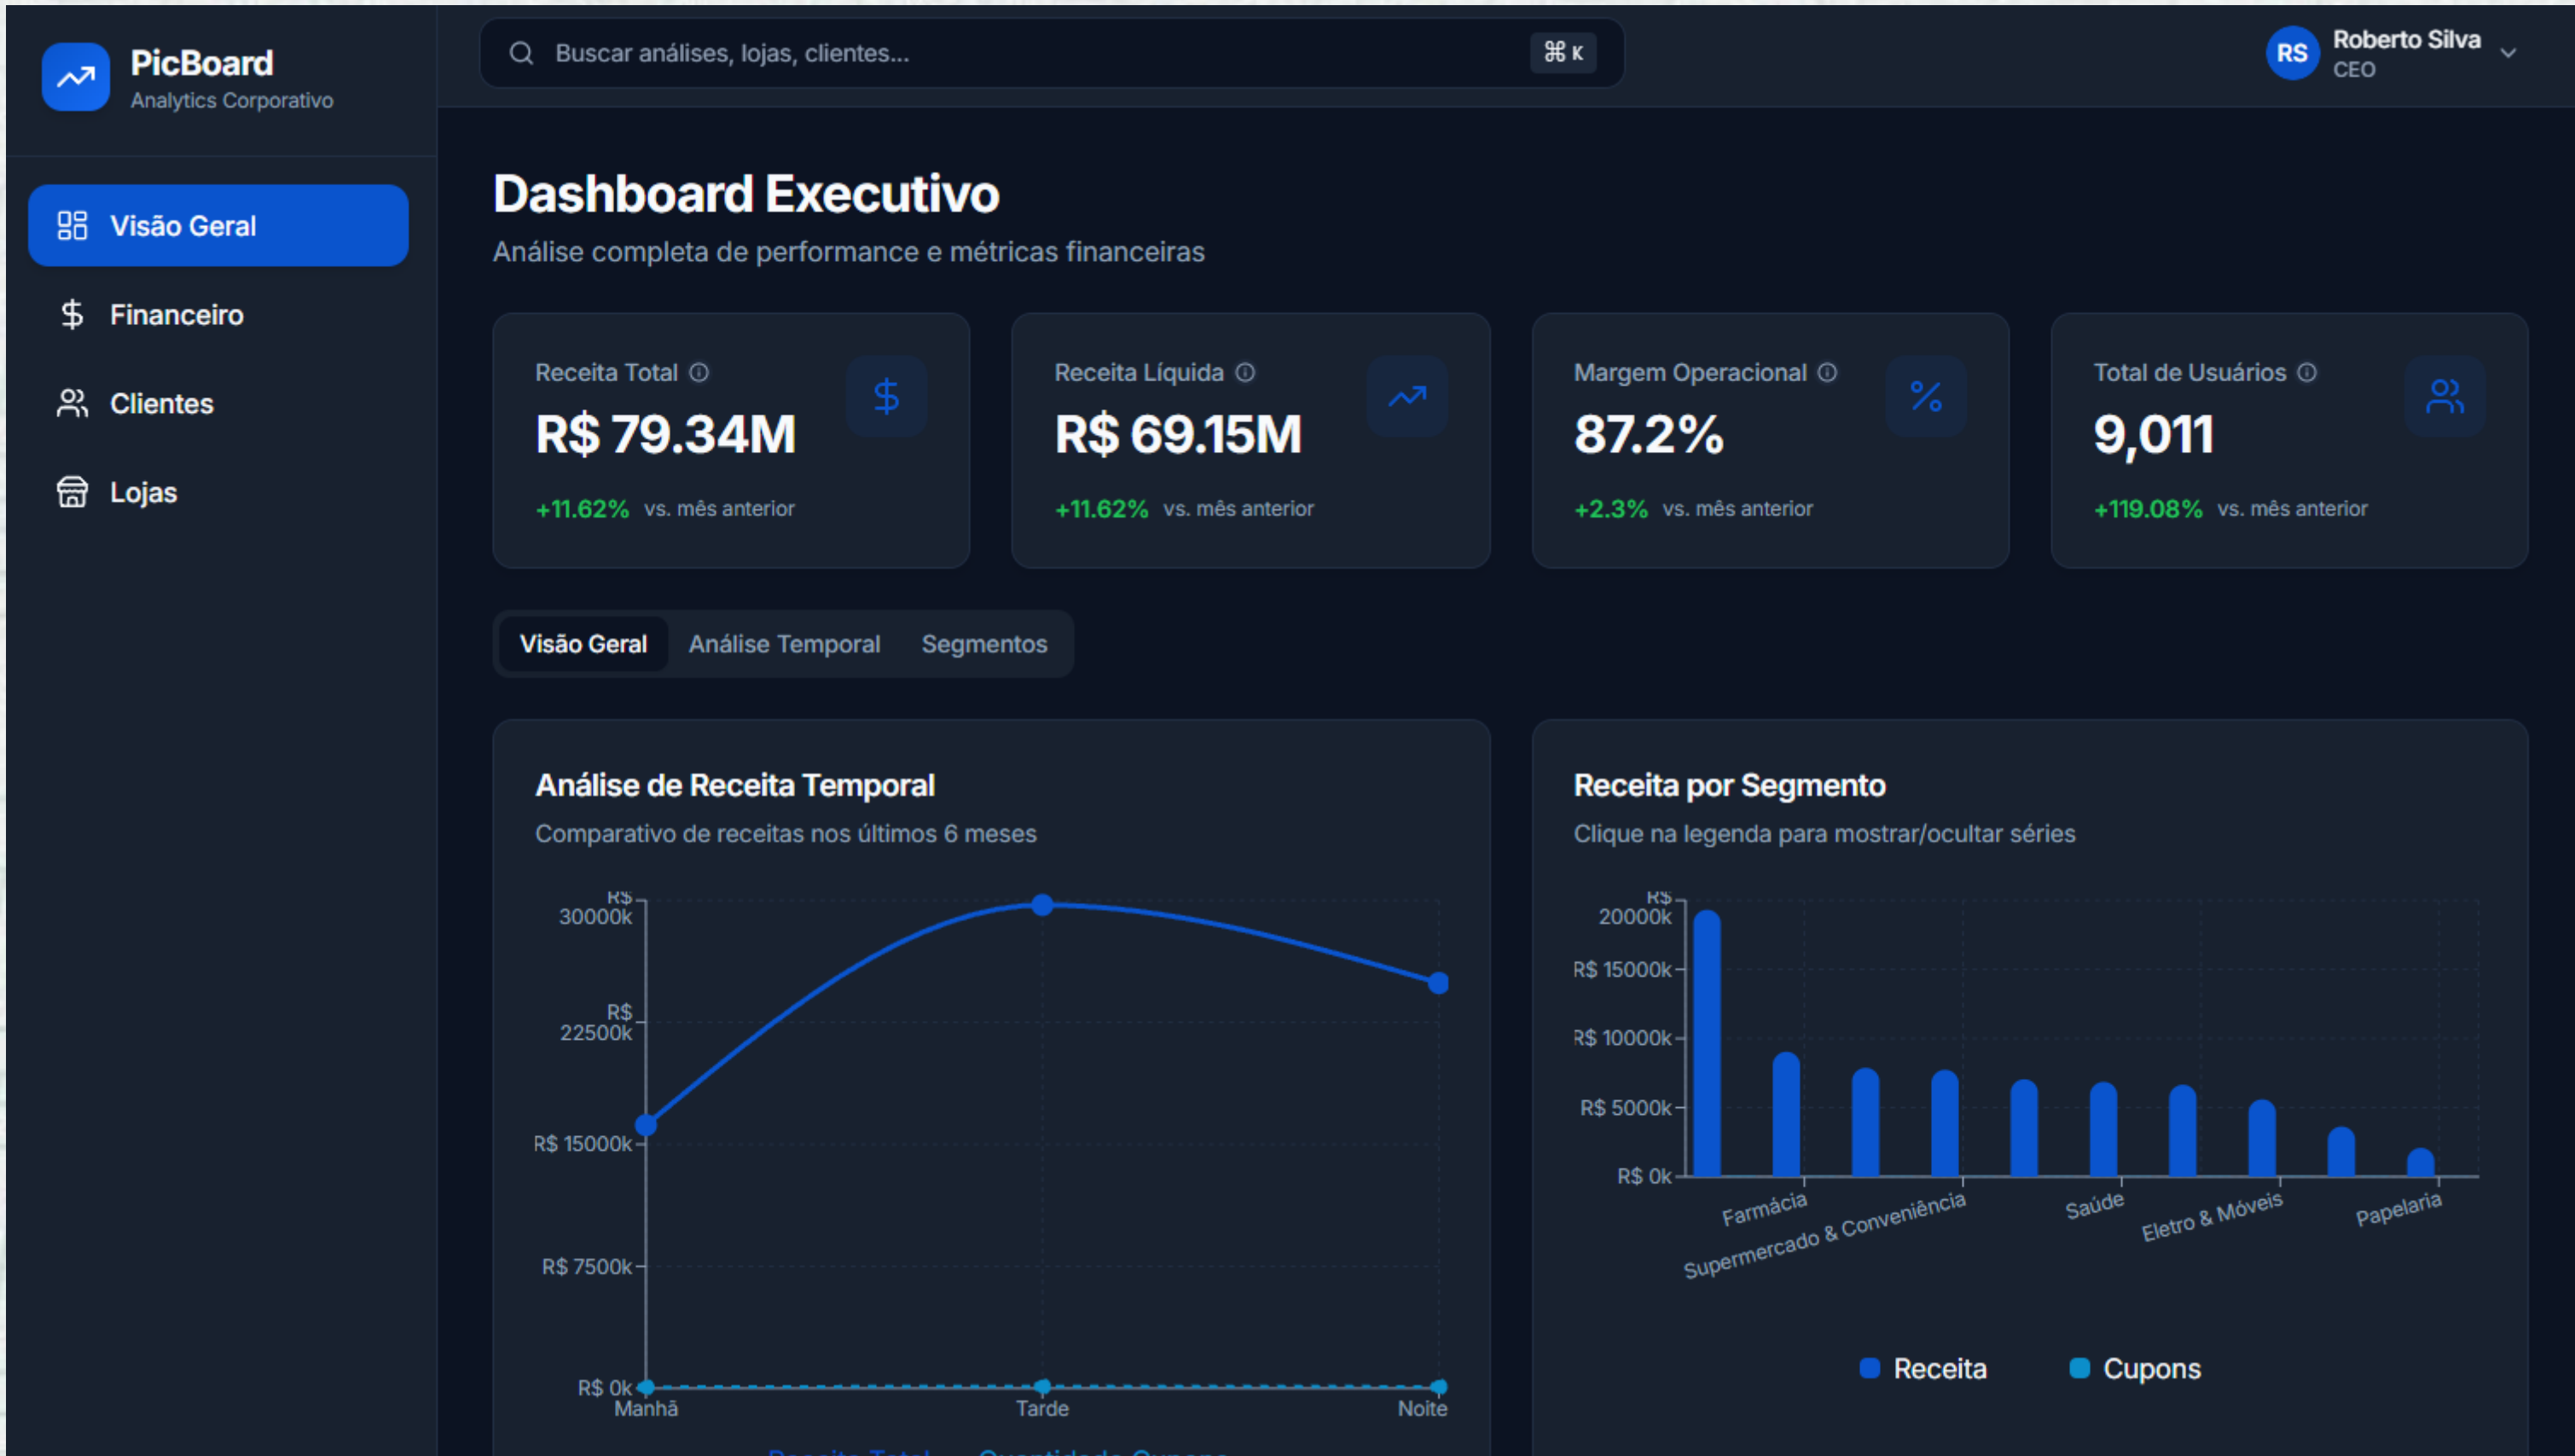 PicBoard
Analytics Corporativo
Buscar análises, lojas, clientes...
⌘ K
RS
Roberto Silva
CEO
Visão Geral
Financeiro
Clientes
Lojas
Dashboard Executivo
Análise completa de performance e métricas financeiras
Receita Total
R$ 79.34M
+11.62% vs. mês anterior
Receita Líquida
R$ 69.15M
+11.62% vs. mês anterior
Margem Operacional
87.2%
+2.3% vs. mês anterior
Total de Usuários
9,011
+119.08% vs. mês anterior
Visão Geral
Análise Temporal
Segmentos
Análise de Receita Temporal
Comparativo de receitas nos últimos 6 meses
R$
30000k
R$
22500k
R$ 15000k
R$ 7500k
R$ 0k
Manhã
Tarde
Noite
Receita Total
Quantidade Cupons
Receita por Segmento
Clique na legenda para mostrar/ocultar séries
R$
20000k
R$ 15000k
R$ 10000k
R$ 5000k
R$ 0k
Farmácia
Supermercado & Conveniência
Saúde
Eletro & Móveis
Papelaria
Receita
Cupons